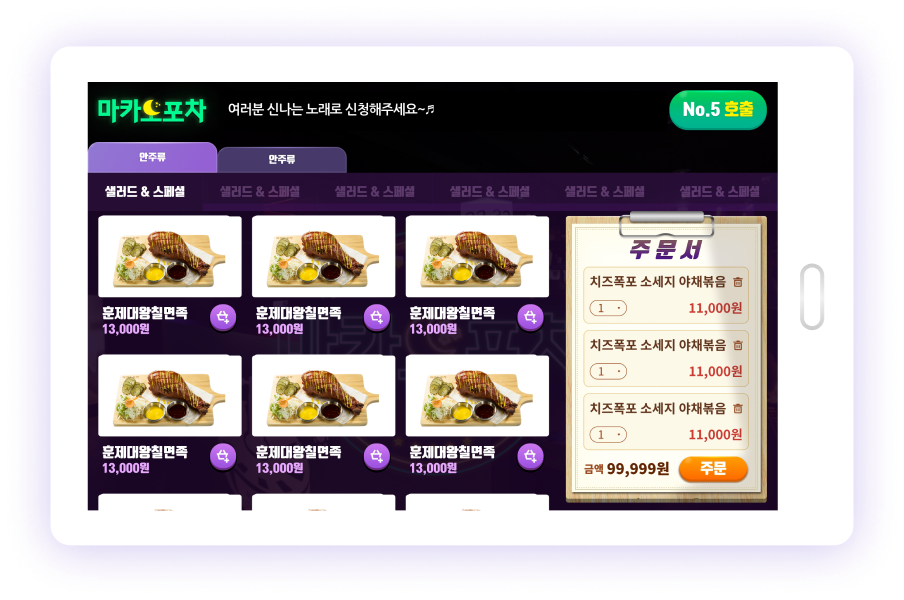 마카오포차
여러분 신나는 노래로 신청해주세요~♬
No.5 호출
안주류
안주류
샐러드 & 스페셜
샐러드 & 스페셜
샐러드 & 스페셜
샐러드 & 스페셜
샐러드 & 스페셜
샐러드 & 스페셜
훈제대왕칠면족
13,000원
훈제대왕칠면족
13,000원
훈제대왕칠면족
13,000원
훈제대왕칠면족
13,000원
훈제대왕칠면족
13,000원
훈제대왕칠면족
13,000원
주문서
치즈폭포 소세지 야채볶음
1
11,000원
치즈폭포 소세지 야채볶음
1
11,000원
치즈폭포 소세지 야채볶음
1
11,000원
금액 99,999원
주문